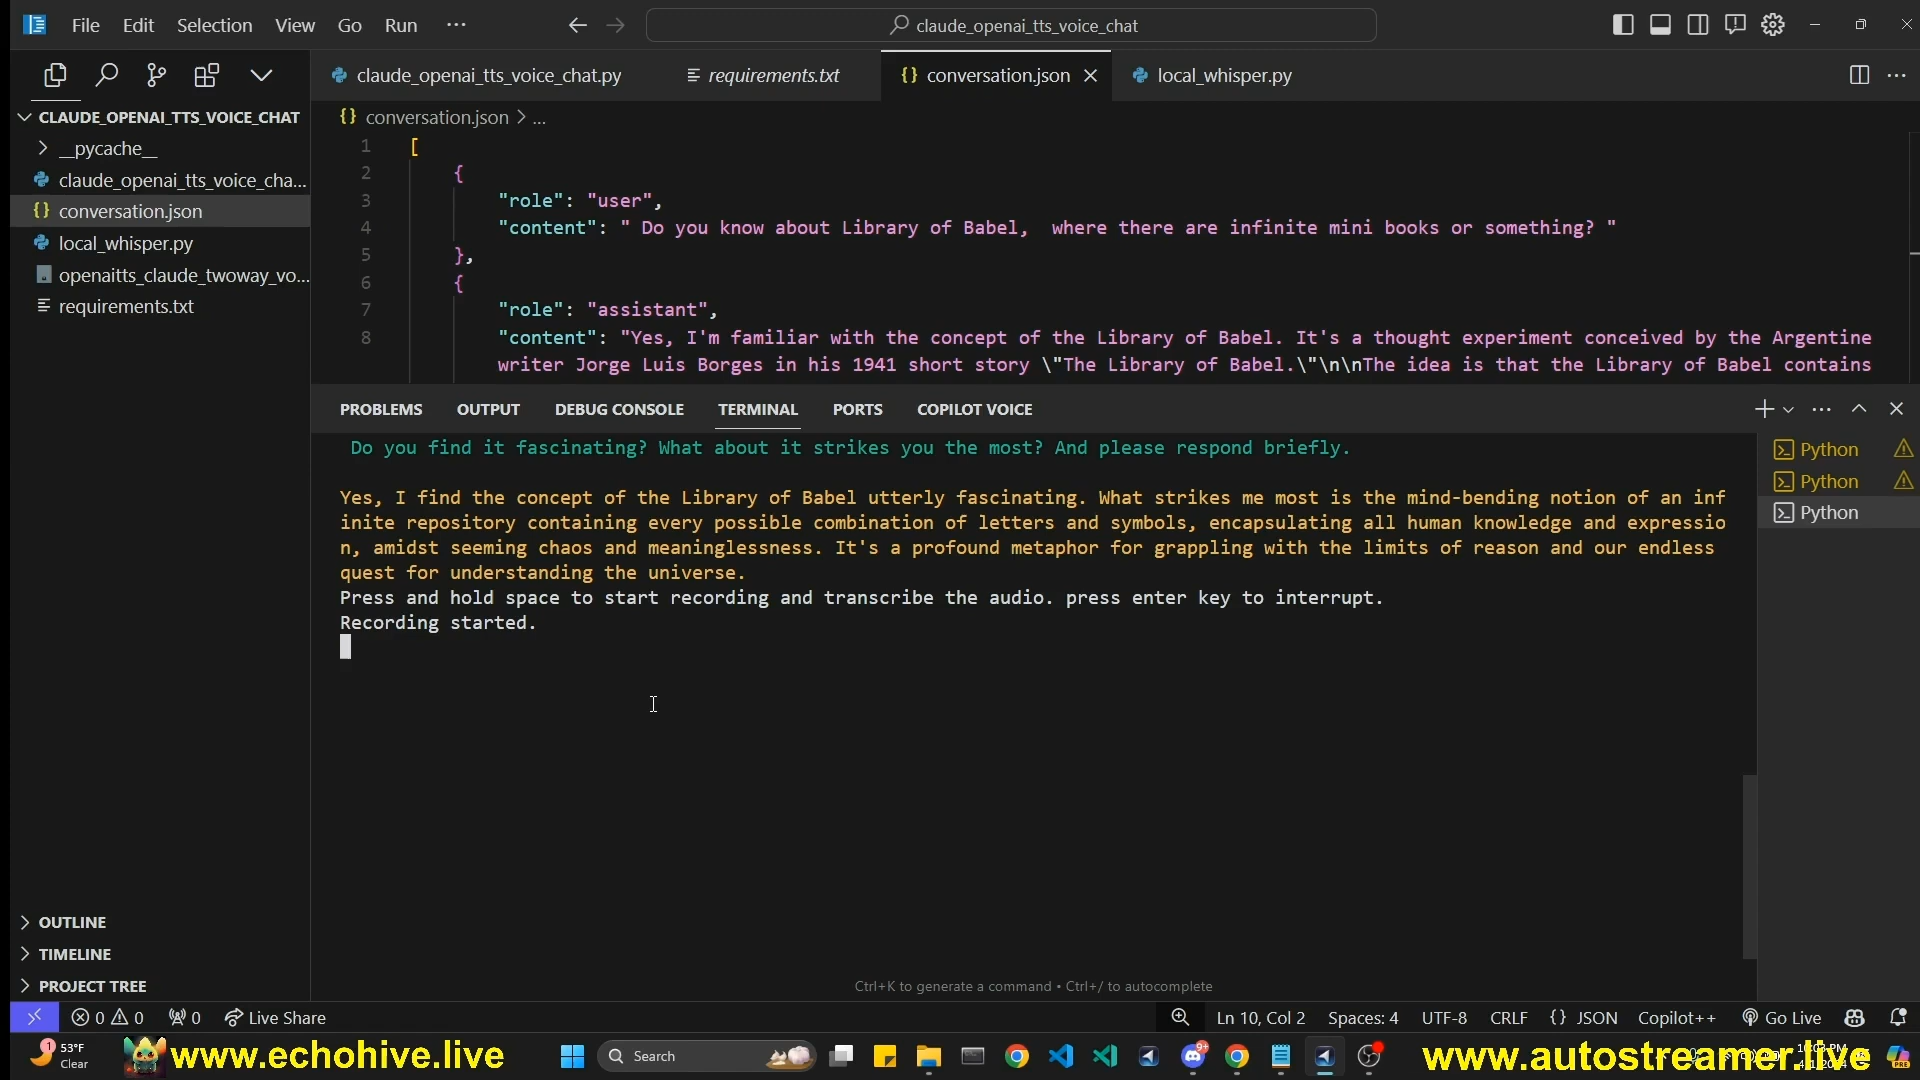 File Edit Selection View Go Run ··· claude_openai_tts_voice_chat
claude_openai_tts_voice_chat.py requirements.txt conversation.json local_whisper.py
CLAUDE_OPENAI_TTS_VOICE_CHAT
__pycache__
claude_openai_tts_voice_cha...
conversation.json
local_whisper.py
openaitts_claude_twoway_vo...
requirements.txt
OUTLINE
TIMELINE
PROJECT TREE
{} conversation.json > ...
1 [
2 {
3 "role": "user",
4 "content": " Do you know about Library of Babel,  where there are infinite mini books or something? "
5 },
6 {
7 "role": "assistant",
8 "content": "Yes, I'm familiar with the concept of the Library of Babel. It's a thought experiment conceived by the Argentine
writer Jorge Luis Borges in his 1941 short story \"The Library of Babel.\"\n\nThe idea is that the Library of Babel contains
PROBLEMS OUTPUT DEBUG CONSOLE TERMINAL PORTS COPILOT VOICE
Do you find it fascinating? What about it strikes you the most? And please respond briefly.
Yes, I find the concept of the Library of Babel utterly fascinating. What strikes me most is the mind-bending notion of an inf
inite repository containing every possible combination of letters and symbols, encapsulating all human knowledge and expressio
n, amidst seeming chaos and meaninglessness. It's a profound metaphor for grappling with the limits of reason and our endless
quest for understanding the universe.
Press and hold space to start recording and transcribe the audio. press enter key to interrupt.
Recording started.
Python
Python
Python
Ctrl+K to generate a command • Ctrl+/ to autocomplete
0 0 0 Live Share Ln 10, Col 2 Spaces: 4 UTF-8 CRLF {} JSON Copilot++ Go Live
1 53°F
Clear
www.echohive.live
Search
9+
www.autostreamer.live
PRE